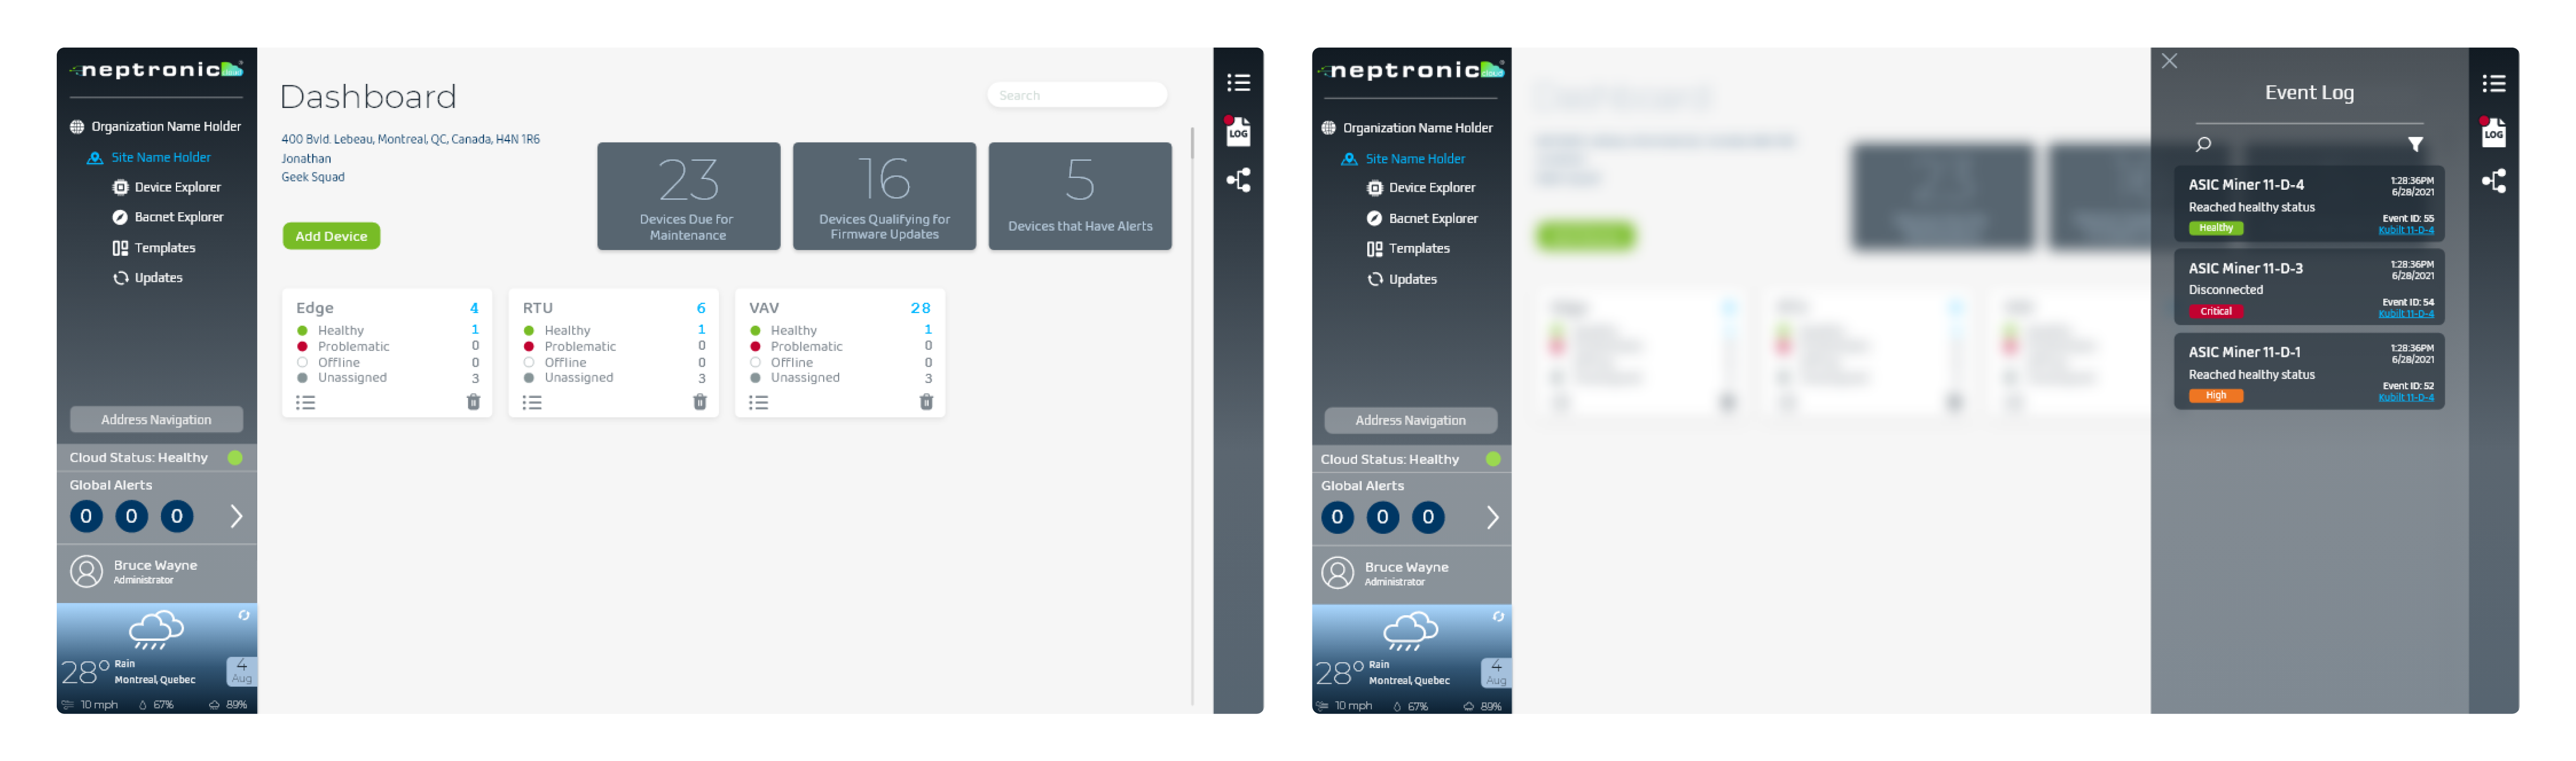 neptronic cloud
Organization Name Holder
Site Name Holder
Device Explorer
Bacnet Explorer
Templates
Updates
Address Navigation
Cloud Status: Healthy
Global Alerts
0 0 0
Bruce Wayne
Administrator
28° Rain
Montreal, Quebec
4
Aug
10 mph 67% 89%
Dashboard
Search
400 Bvld. Lebeau, Montreal, QC, Canada, H4N 1R6
Jonathan
Geek Squad
Add Device
23
Devices Due for
Maintenance
16
Devices Qualifying for
Firmware Updates
5
Devices that Have Alerts
Edge 4
Healthy 1
Problematic 0
Offline 0
Unassigned 3
RTU 6
Healthy 1
Problematic 0
Offline 0
Unassigned 3
VAV 28
Healthy 1
Problematic 0
Offline 0
Unassigned 3
LOG
neptronic cloud
Organization Name Holder
Site Name Holder
Device Explorer
Bacnet Explorer
Templates
Updates
Address Navigation
Cloud Status: Healthy
Global Alerts
0 0 0
Bruce Wayne
Administrator
28° Rain
Montreal, Quebec
4
Aug
10 mph 67% 89%
Event Log
ASIC Miner 11-D-4 1:28:36PM
6/28/2021
Reached healthy status
Event ID: 55
Healthy Kubilt 11-D-4
ASIC Miner 11-D-3 1:28:36PM
6/28/2021
Disconnected
Event ID: 54
Critical Kubilt 11-D-4
ASIC Miner 11-D-1 1:28:36PM
6/28/2021
Reached healthy status
Event ID: 52
High Kubilt 11-D-4
LOG